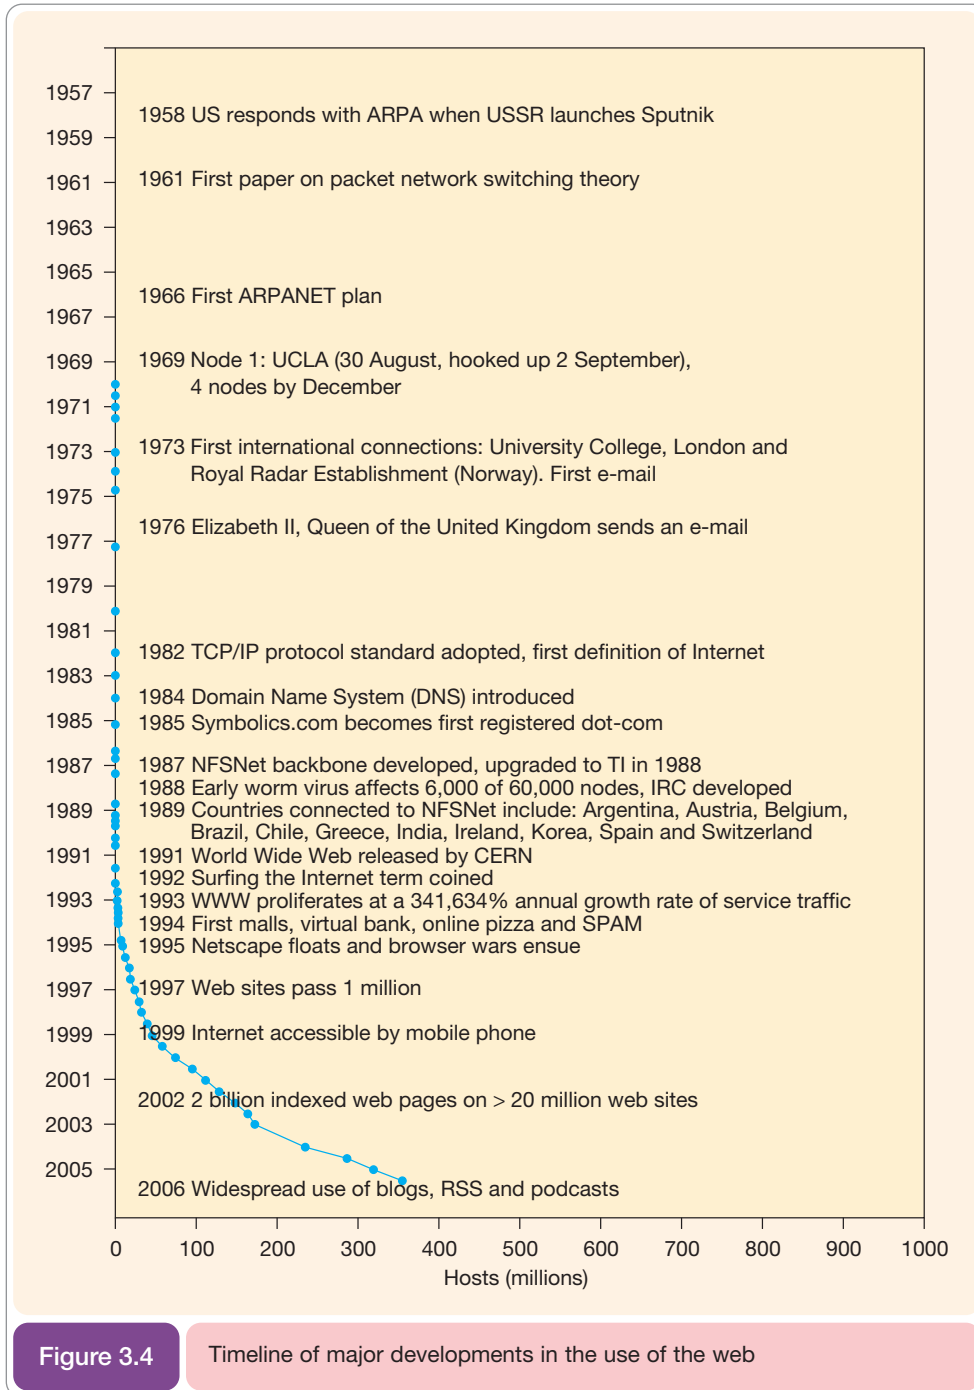 1957
1958 US responds with ARPA when USSR launches Sputnik
1959
1961 First paper on packet network switching theory
1961
1963
1965
1966 First ARPANET plan
1967
1969 Node 1: UCLA (30 August, hooked up 2 September),
1969
4 nodes by December
1971
1973 First international connections: University College, London and
1973
Royal Radar Establishment (Norway). First e-mail
1975
1976 Elizabeth II, Queen of the United Kingdom sends an e-mail
1977
1979
1981
1982 TCP/IP protocol standard adopted, first definition of Internet
1983
1984 Domain Name System (DNS) introduced
1985
1985 Symbolics.com becomes first registered dot-com
1987
1987 NFSNet backbone developed, upgraded to TI in 1988
1988 Early worm virus affects 6,000 of 60,000 nodes, IRC developed
1989
1989 Countries connected to NFSNet include: Argentina, Austria, Belgium,
Brazil, Chile, Greece, India, Ireland, Korea, Spain and Switzerland
1991
1991 World Wide Web released by CERN
1992 Surfing the Internet term coined
1993
1993 WWW proliferates at a 341,634% annual growth rate of service traffic
1994 First malls, virtual bank, online pizza and SPAM
1995
1995 Netscape floats and browser wars ensue
1997
1997 Web sites pass 1 million
1999
1999 Internet accessible by mobile phone
2001
2002 2 billion indexed web pages on > 20 million web sites
2003
2005
2006 Widespread use of blogs, RSS and podcasts
0 100 200 300 400 500 600 700 800 900 1000
Hosts (millions)
Figure 3.4
Timeline of major developments in the use of the web